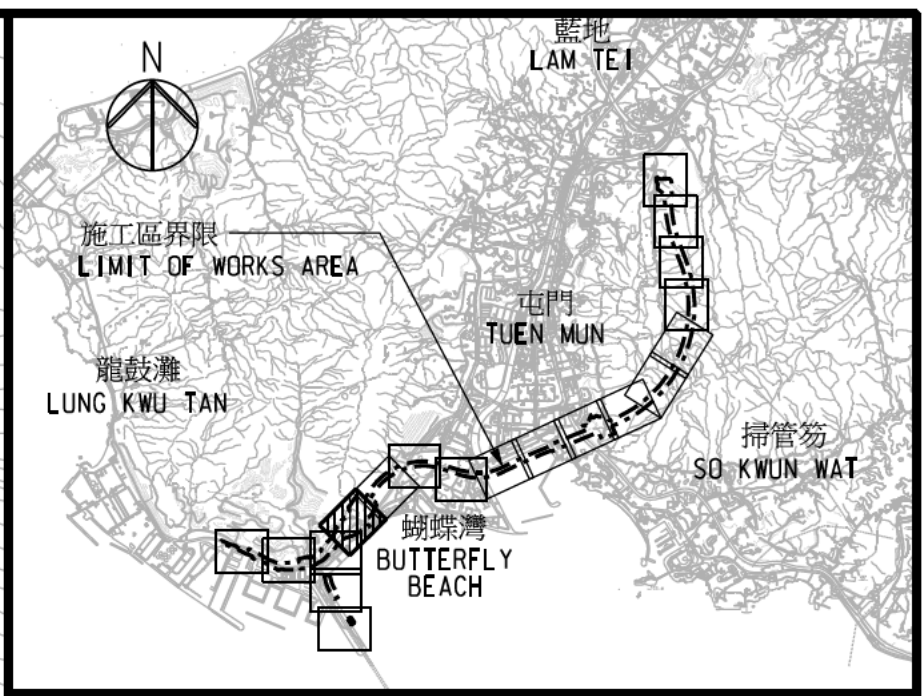 藍地
LAM TEI
N
施工區界限
LIMIT OF WORKS AREA
屯門
TUEN MUN
龍鼓灘
LUNG KWU TAN
掃管笏
SO KWUN WAT
蝴蝶灣
BUTTERFLY
BEACH